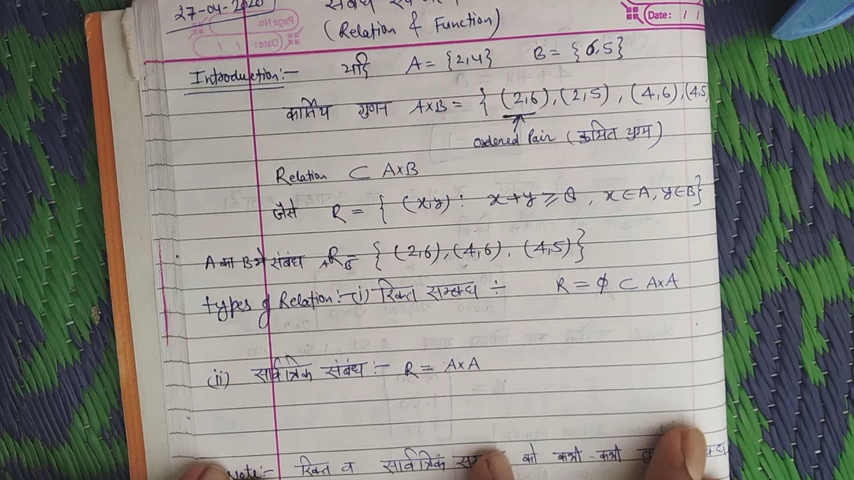 27-04-2020
(Relation & Function)
Date: / /
Introduction:- यदि A = {2,4} B = {6,5}
कार्तिय गुणन A×B = { (2,6), (2,5), (4,6), (4,5)
ordered Pair (क्रमित युग्म)
Relation ⊂ A×B
जैसे R = { (x,y) : x+y ≥ 8, x∈A, y∈B}
A का B में संबंध ARB = { (2,6), (4,6), (4,5)}
types of Relation:- (i) रिक्त सम्बन्ध :- R = ϕ ⊂ A×A
(ii) सार्वत्रिक संबंध :- R = A×A
Note:- रिक्त व सार्वत्रिक को कभी-कभी